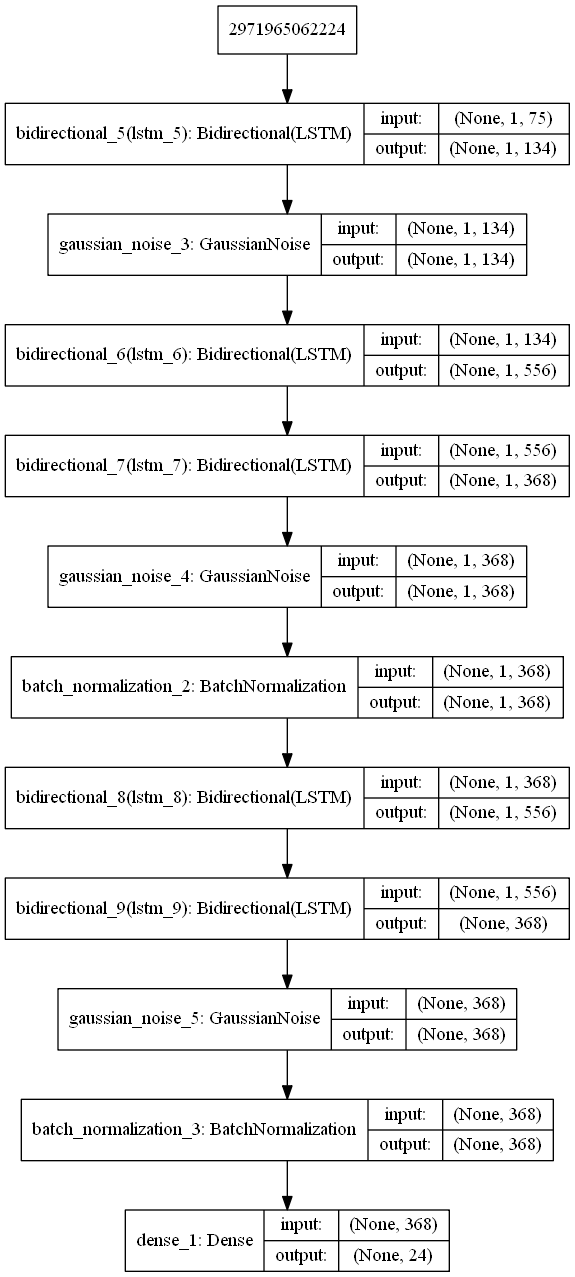 2971965062224
bidirectional_5(lstm_5): Bidirectional(LSTM)
input: (None, 1, 75)
output: (None, 1, 134)
gaussian_noise_3: GaussianNoise
input: (None, 1, 134)
output: (None, 1, 134)
bidirectional_6(lstm_6): Bidirectional(LSTM)
input: (None, 1, 134)
output: (None, 1, 556)
bidirectional_7(lstm_7): Bidirectional(LSTM)
input: (None, 1, 556)
output: (None, 1, 368)
gaussian_noise_4: GaussianNoise
input: (None, 1, 368)
output: (None, 1, 368)
batch_normalization_2: BatchNormalization
input: (None, 1, 368)
output: (None, 1, 368)
bidirectional_8(lstm_8): Bidirectional(LSTM)
input: (None, 1, 368)
output: (None, 1, 556)
bidirectional_9(lstm_9): Bidirectional(LSTM)
input: (None, 1, 556)
output: (None, 368)
gaussian_noise_5: GaussianNoise
input: (None, 368)
output: (None, 368)
batch_normalization_3: BatchNormalization
input: (None, 368)
output: (None, 368)
dense_1: Dense
input: (None, 368)
output: (None, 24)